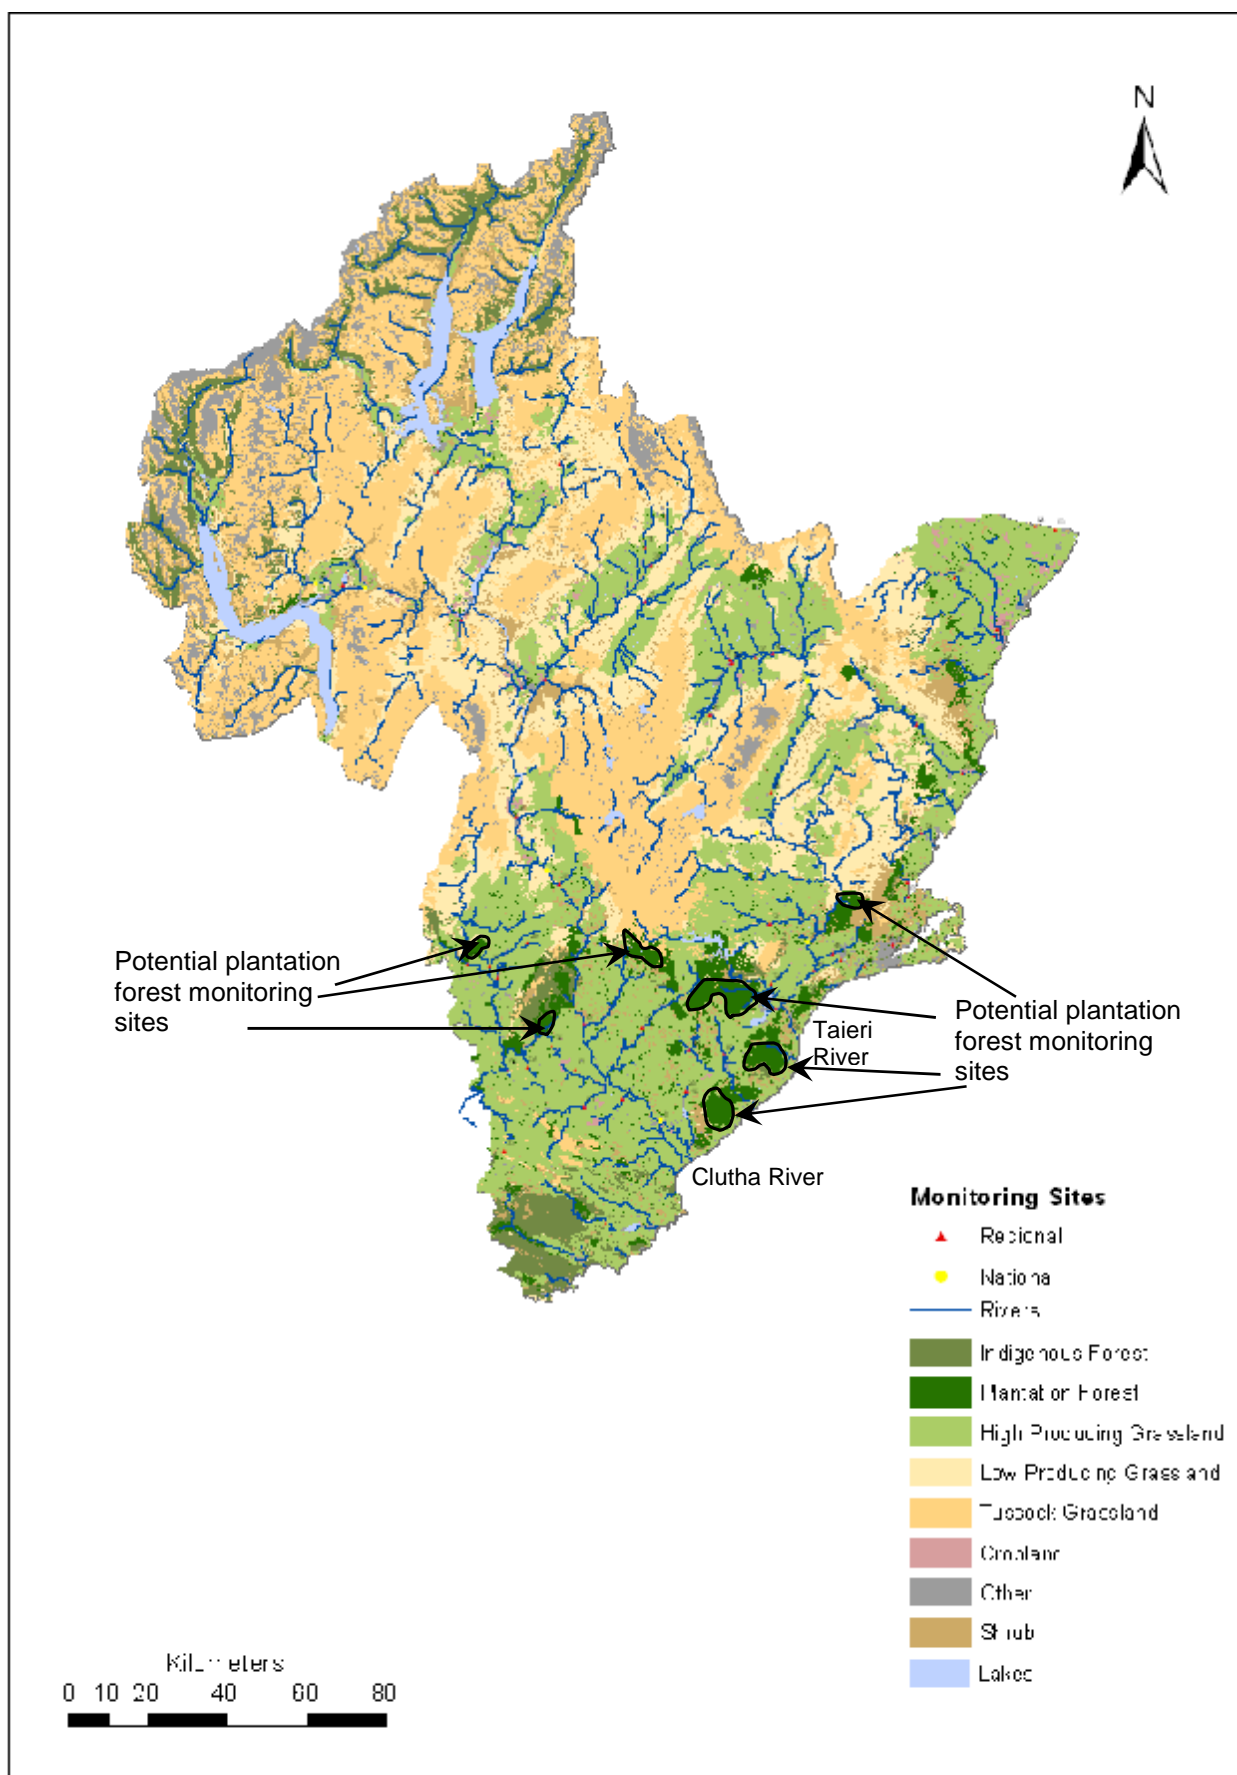 N
Potential plantation
forest monitoring
sites
Potential plantation
forest monitoring
sites
Taieri
River
Clutha River
Monitoring Sites
Regional
National
Rivers
Indigenous Forest
Plantation Forest
High Producing Grassland
Low Producing Grassland
Tussock Grassland
Cropland
Other
Shrub
Lakes
Kilometers
0 10 20 40 60 80